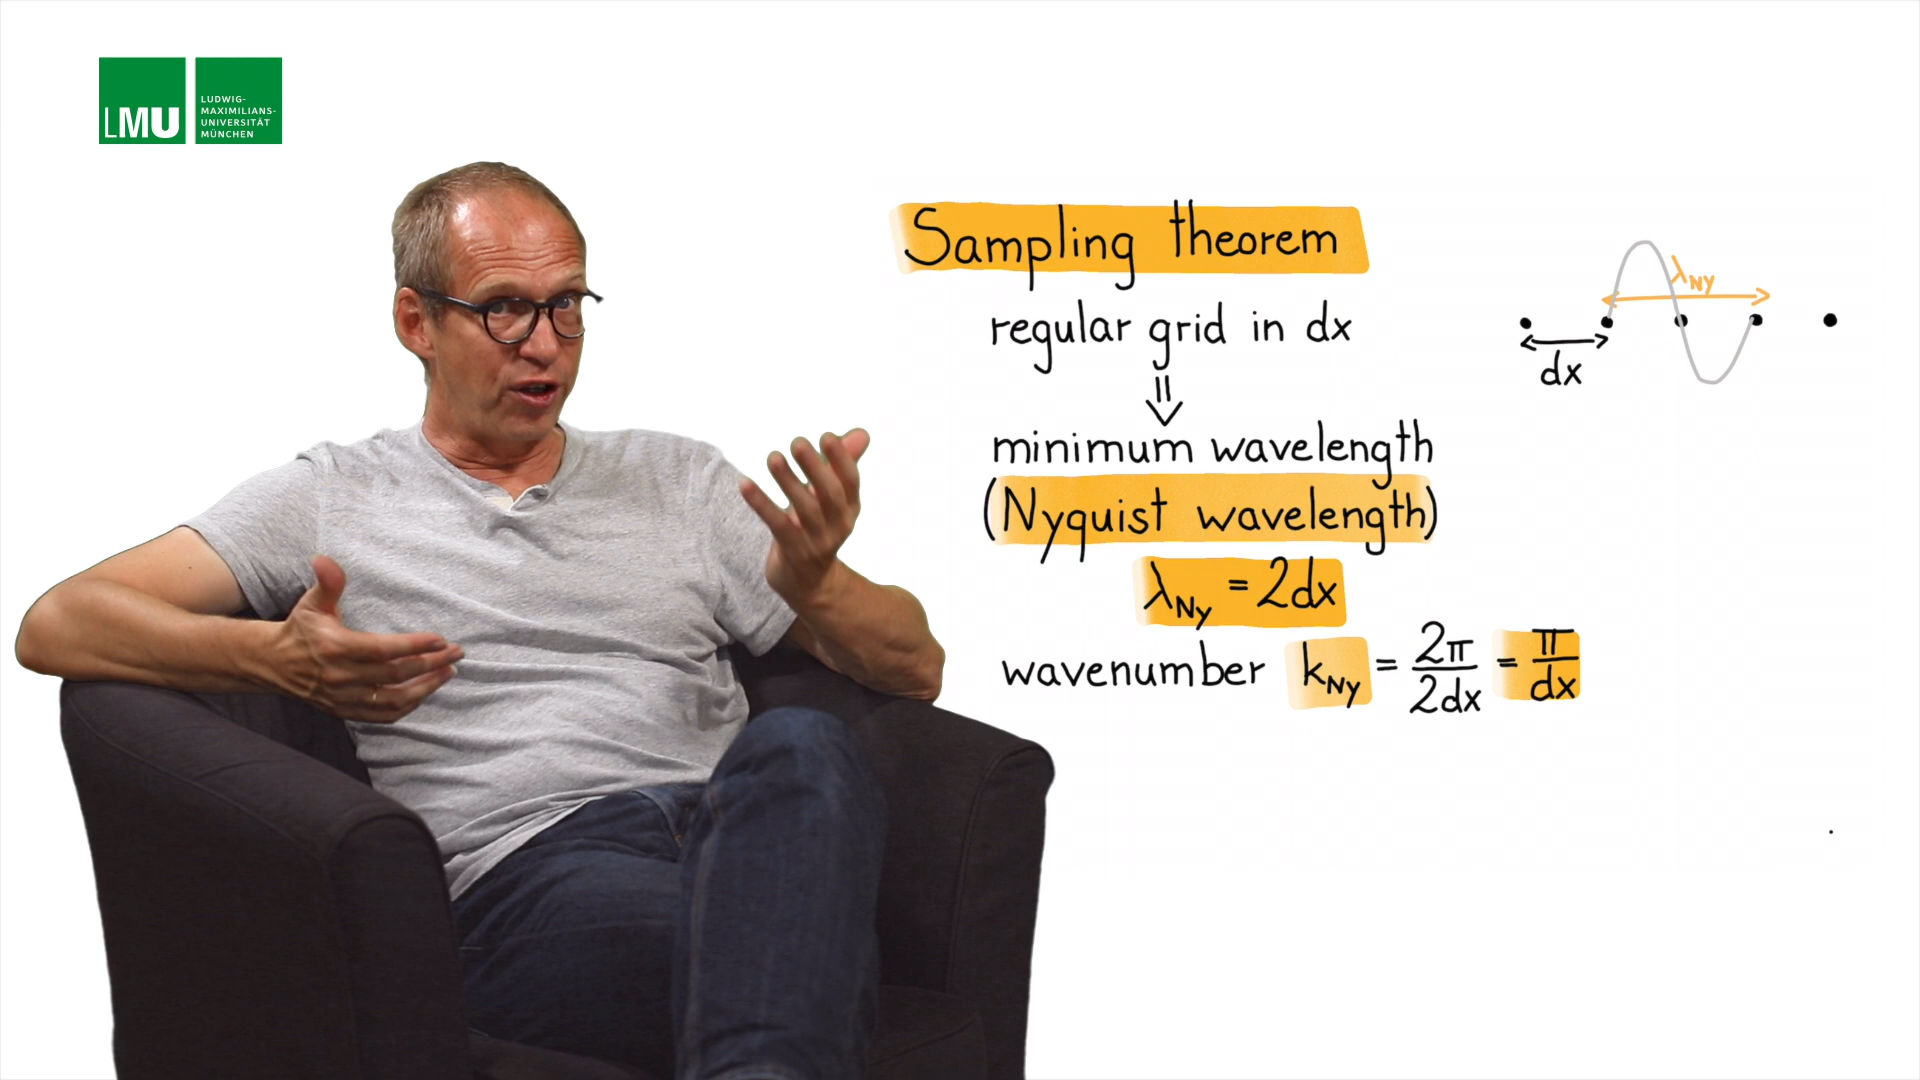 LMU
LUDWIG-
MAXIMILIANS-
UNIVERSITÄT
MÜNCHEN
Sampling theorem
regular grid in dx
⇓
minimum wavelength
(Nyquist wavelength)
λNy = 2dx
wavenumber kNy = 2π/2dx = π/dx
λNy
dx